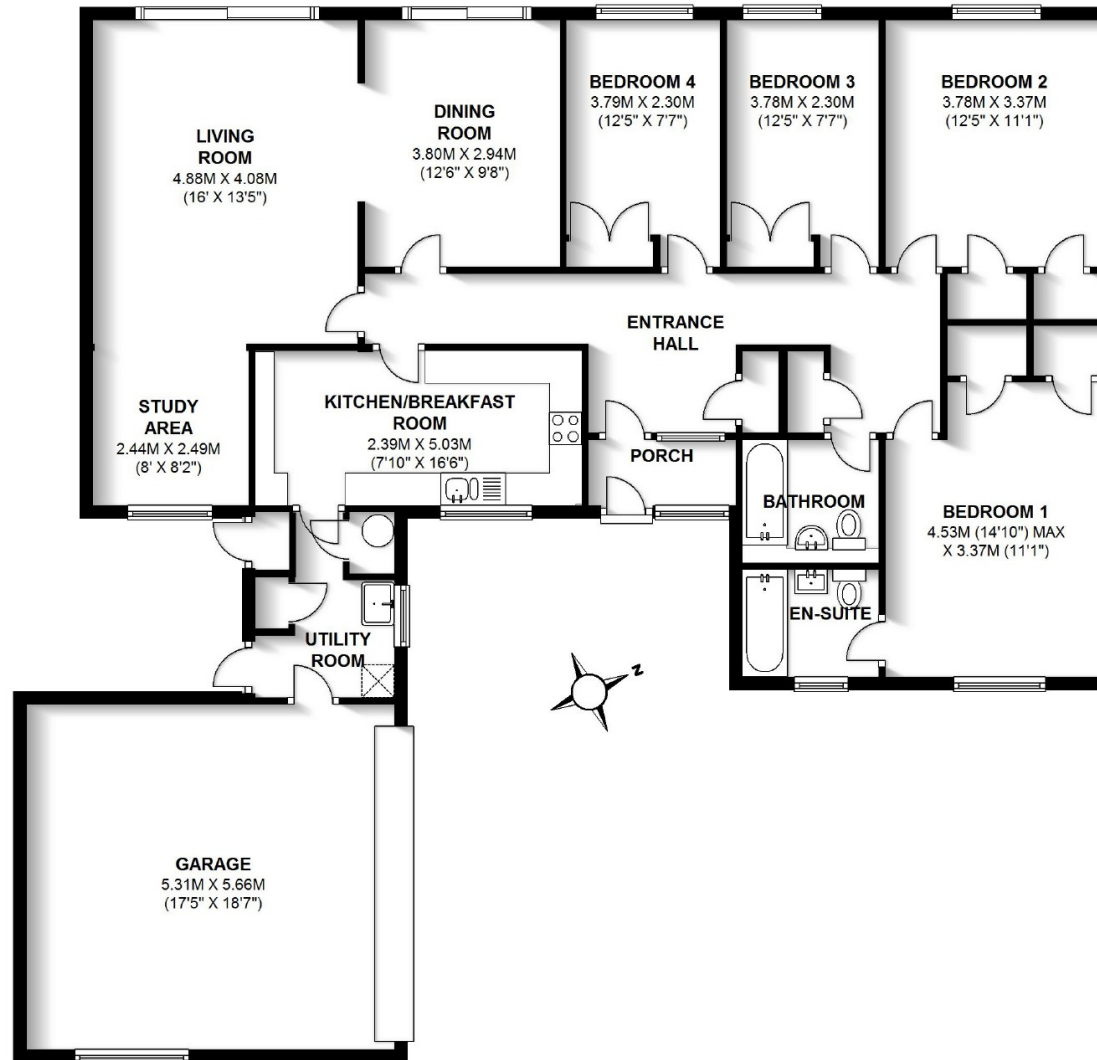 LIVING
ROOM
4.88M X 4.08M
(16' X 13'5")
DINING
ROOM
3.80M X 2.94M
(12'6" X 9'8")
BEDROOM 4
3.79M X 2.30M
(12'5" X 7'7")
BEDROOM 3
3.78M X 2.30M
(12'5" X 7'7")
BEDROOM 2
3.78M X 3.37M
(12'5" X 11'1")
ENTRANCE
HALL
STUDY
AREA
2.44M X 2.49M
(8' X 8'2")
KITCHEN/BREAKFAST
ROOM
2.39M X 5.03M
(7'10" X 16'6")
PORCH
BATHROOM
BEDROOM 1
4.53M (14'10") MAX
X 3.37M (11'1")
EN-SUITE
UTILITY
ROOM
N
GARAGE
5.31M X 5.66M
(17'5" X 18'7")